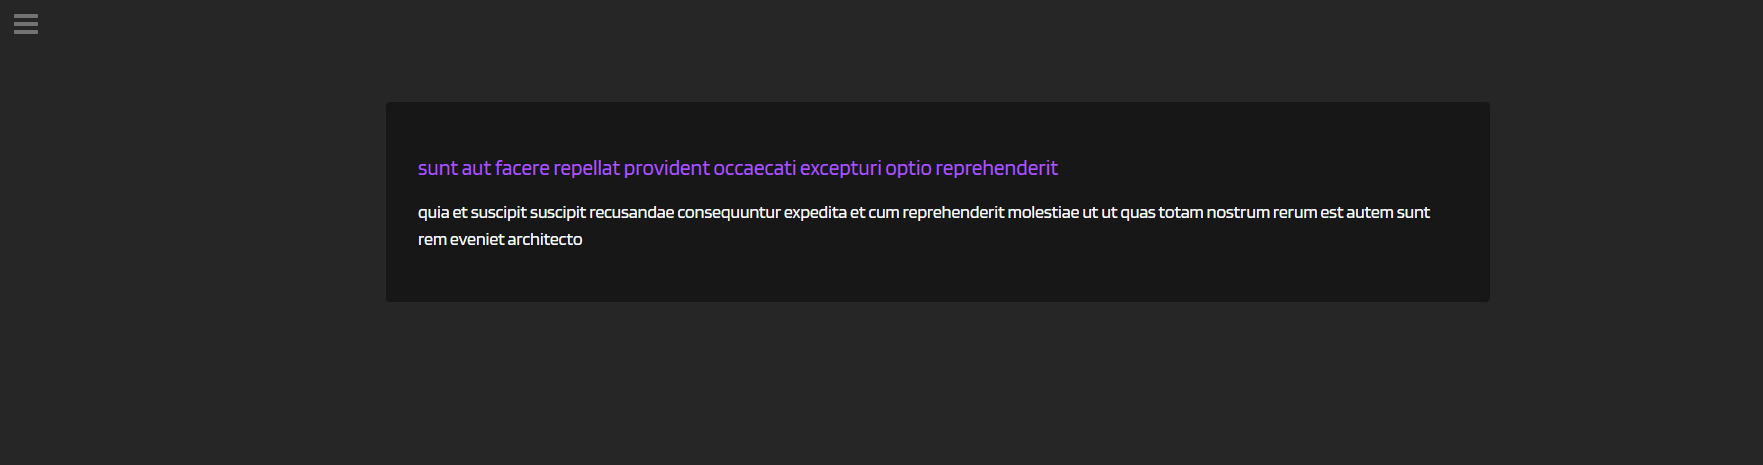 sunt aut facere repellat provident occaecati excepturi optio reprehenderit
quia et suscipit suscipit recusandae consequuntur expedita et cum reprehenderit molestiae ut ut quas totam nostrum rerum est autem sunt
rem eveniet architecto